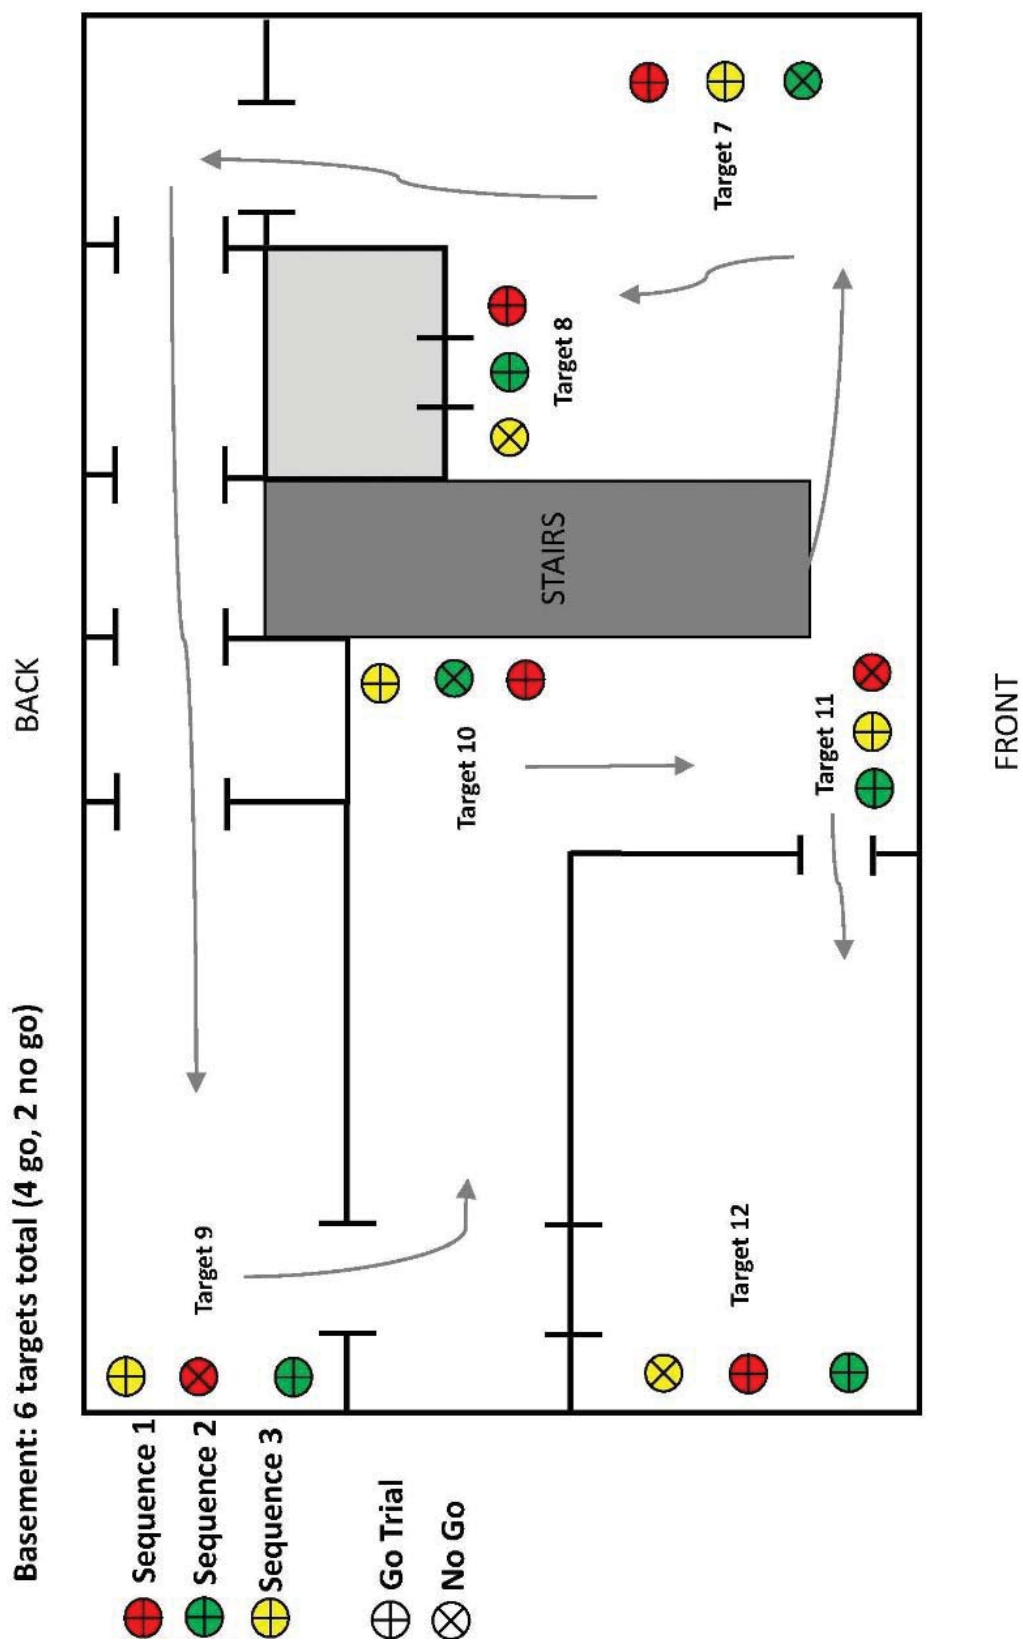 Basement: 6 targets total (4 go, 2 no go)
Sequence 1
Sequence 2
Sequence 3
Go Trial
No Go
BACK
Target 9
Target 10
STAIRS
Target 8
Target 7
Target 12
Target 11
FRONT